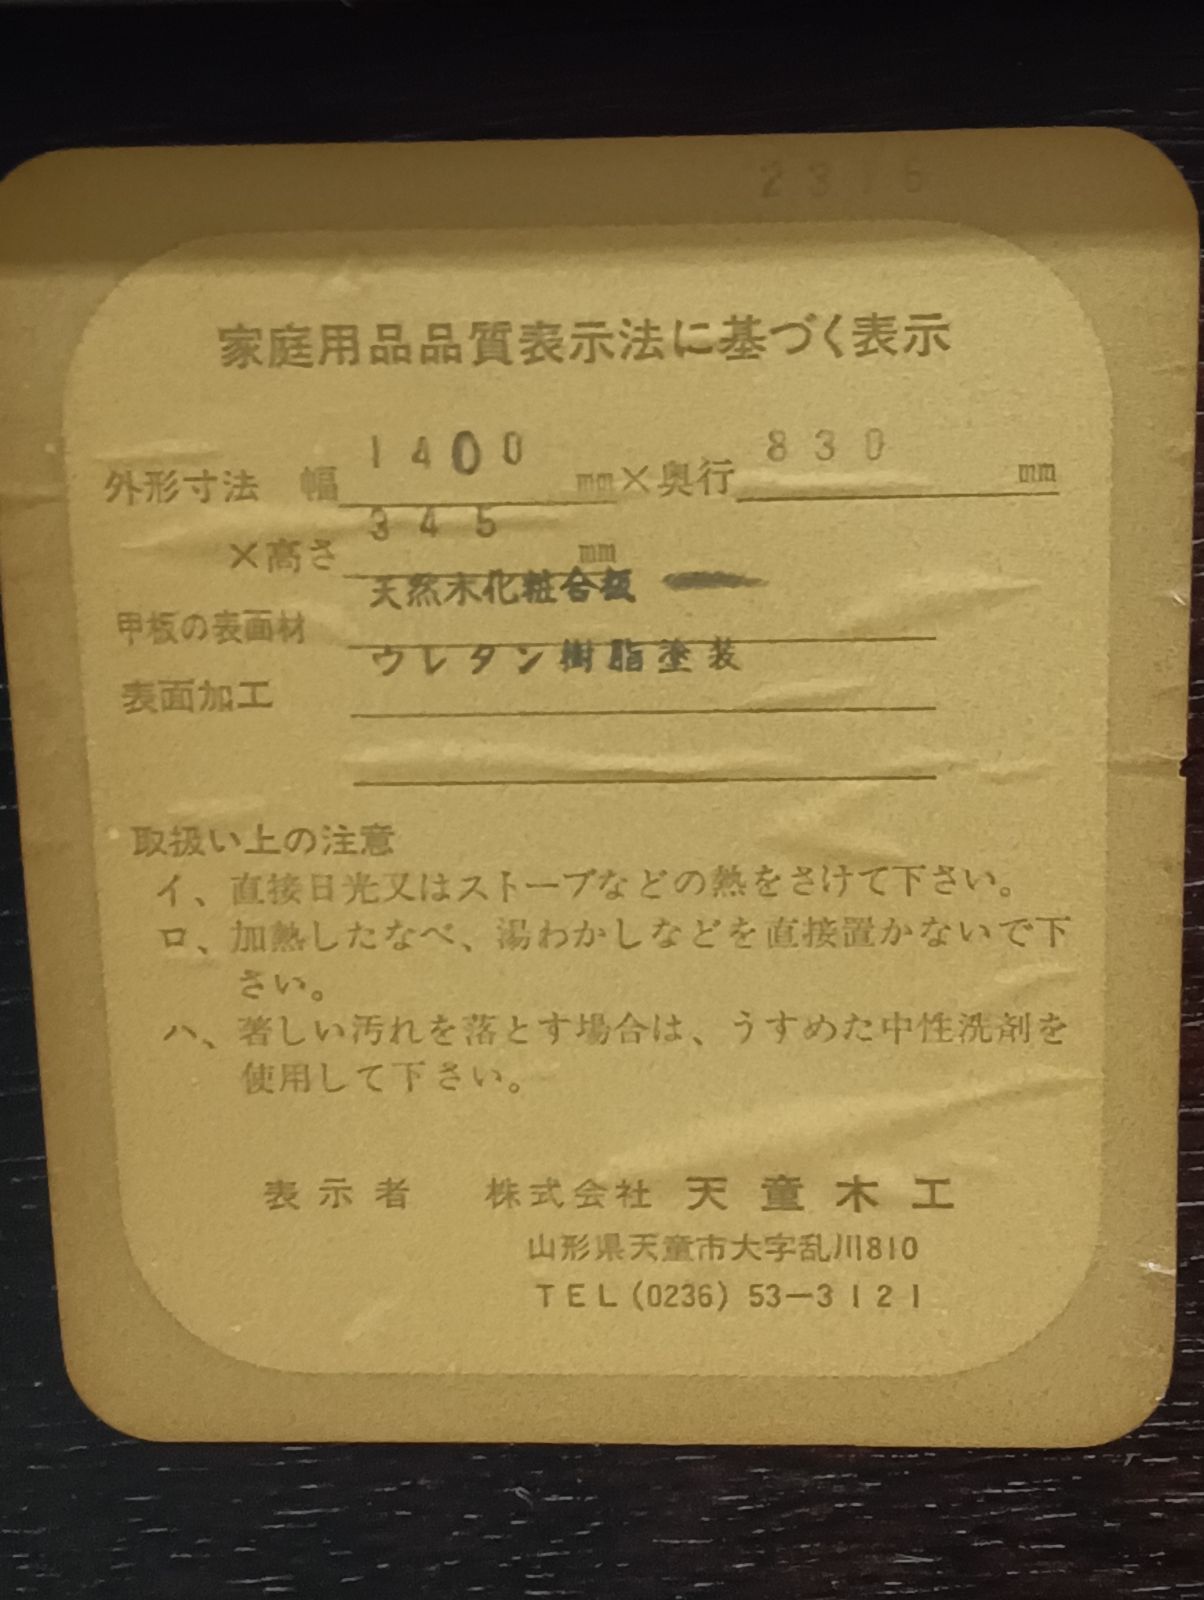 家庭用品品質表示法に基づく表示
外形寸法 幅 1400 mm×奥行 830 mm
×高さ 345 mm
甲板の表面材 天然木化粧合板
表面加工 ウレタン樹脂塗装
取扱い上の注意
イ、直接日光又はストーブなどの熱をさけて下さい。
ロ、加熱したなべ、湯わかしなどを直接置かないで下
さい。
ハ、著しい汚れを落とす場合は、うすめた中性洗剤を
使用して下さい。
表示者 株式会社 天童木工
山形県天童市大字乱川810
TEL(0236) 53-3121